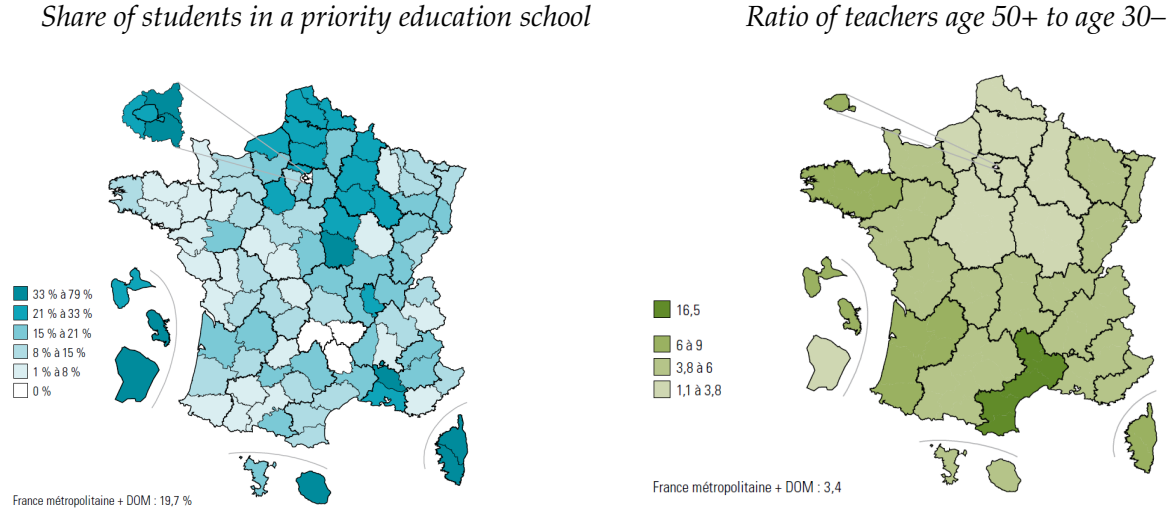 Share of students in a priority education school
33 % à 79 %
21 % à 33 %
15 % à 21 %
8 % à 15 %
1 % à 8 %
0 %
France métropolitaine + DOM : 19,7 %
Ratio of teachers age 50+ to age 30–
16,5
6 à 9
3,8 à 6
1,1 à 3,8
France métropolitaine + DOM : 3,4